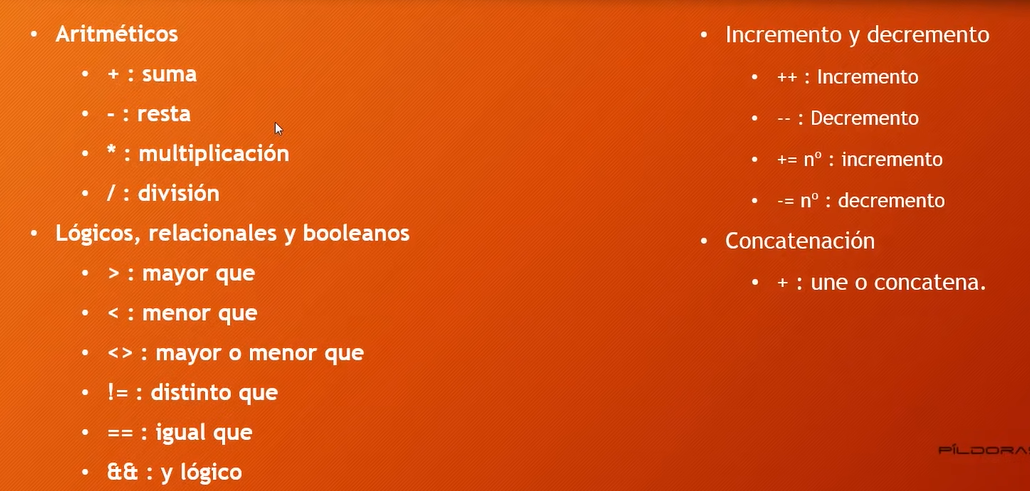 • Aritméticos
• + : suma
• - : resta
• * : multiplicación
• / : división
• Lógicos, relacionales y booleanos
• > : mayor que
• < : menor que
• <> : mayor o menor que
• != : distinto que
• == : igual que
• && : y lógico
• Incremento y decremento
• ++ : Incremento
• -- : Decremento
• += nº : incremento
• -= nº : decremento
• Concatenación
• + : une o concatena.
PÍLDORA